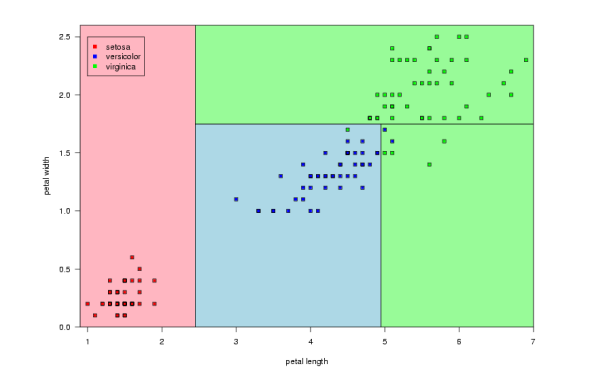 setosa
versicolor
virginica
2.5
2.0
1.5
1.0
0.5
0.0
petal width
1 2 3 4 5 6 7
petal length